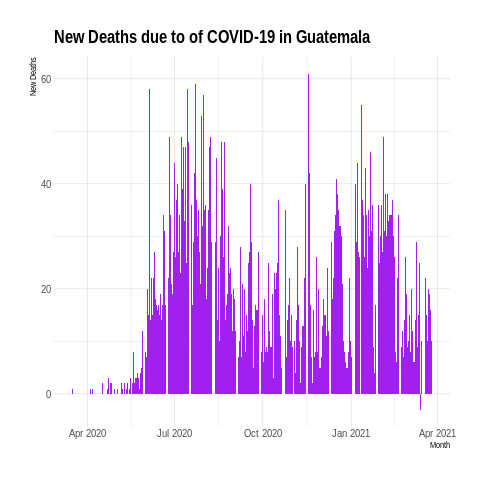 New Deaths due to of COVID-19 in Guatemala
New Deaths
60
40
20
0
Apr 2020 Jul 2020 Oct 2020 Jan 2021 Apr 2021
Month